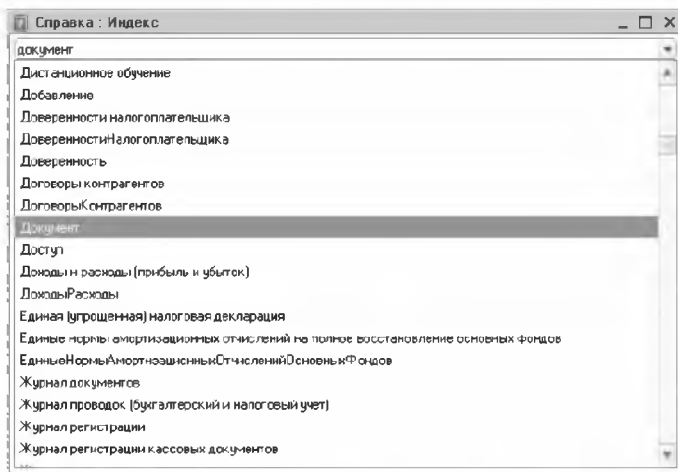 Справка : Индекс
документ
Дистанционное обучение
Добавление
Доверенности налогоплательщика
ДоверенностиНалогоплательщика
Доверенность
Договоры контрагентов
ДоговорыКонтрагентов
Документ
Доступ
Доходы и расходы (прибыль и убыток)
ДоходыРасходы
Единая (упрощенная) налоговая декларация
Единые нормы амортизационных отчислений на полное восстановление основных фондов
ЕдиныеНормыАмортизационныхОтчисленийОсновныхФондов
Журнал документов
Журнал проводок (бухгалтерский и налоговый учет)
Журнал регистрации
Журнал регистрации кассовых документов